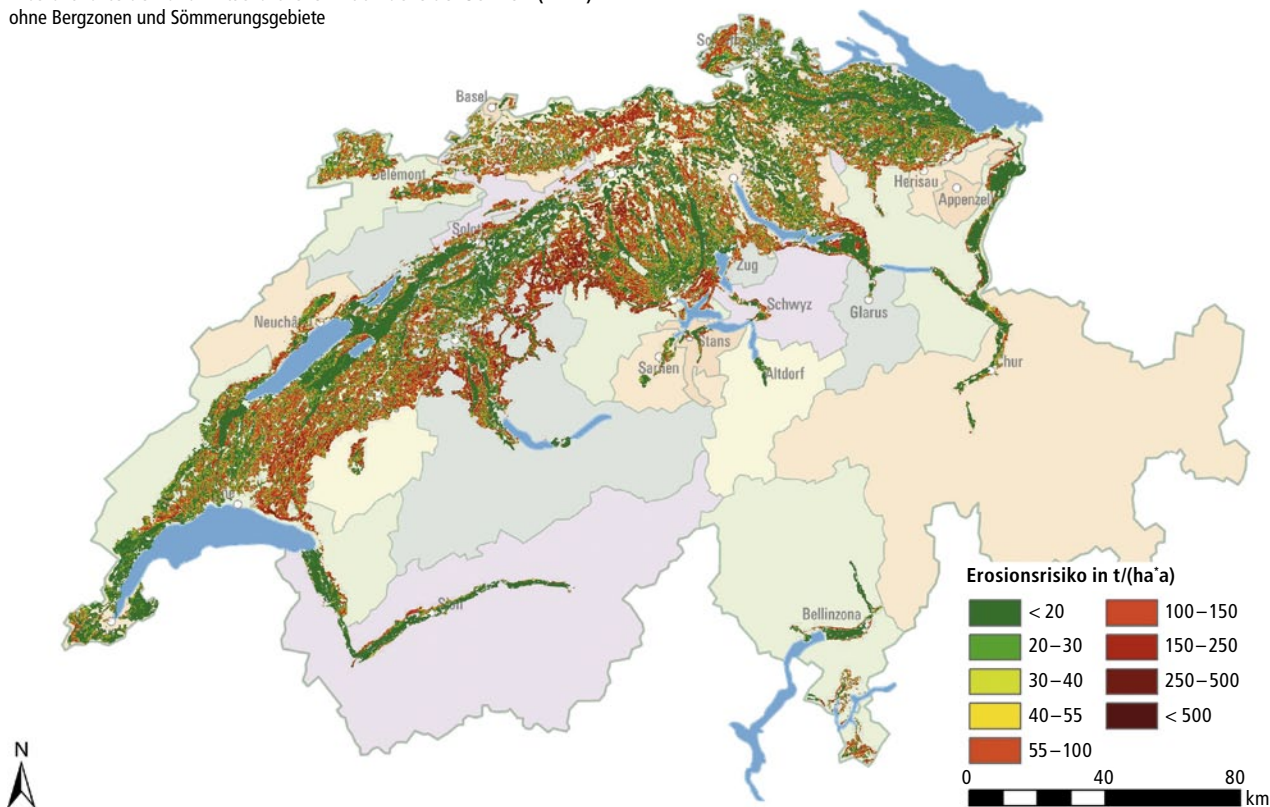 ohne Bergzonen und Sömmerungsgebiete
Basel
Delémont
Herisau
Appenzell
Zug
Schwyz
Glarus
Stans
Sarnen
Altdorf
Chur
Sion
Bellinzona
Erosionsrisiko in t/(ha*a)
< 20
20–30
30–40
40–55
55–100
100–150
150–250
250–500
< 500
N
0 40 80
km